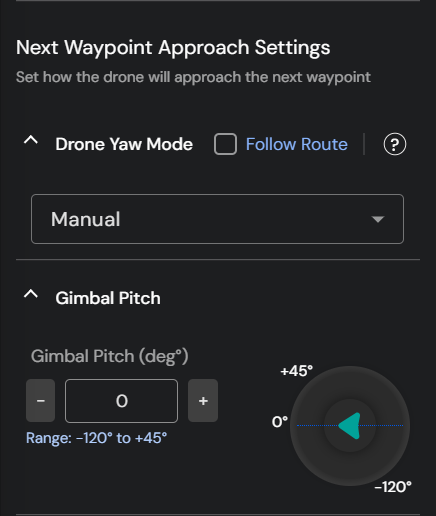 Next Waypoint Approach Settings
Set how the drone will approach the next waypoint
Drone Yaw Mode Follow Route ?
Manual
Gimbal Pitch
Gimbal Pitch (deg°)
- 0 +
Range: -120° to +45°
+45°
0°
-120°